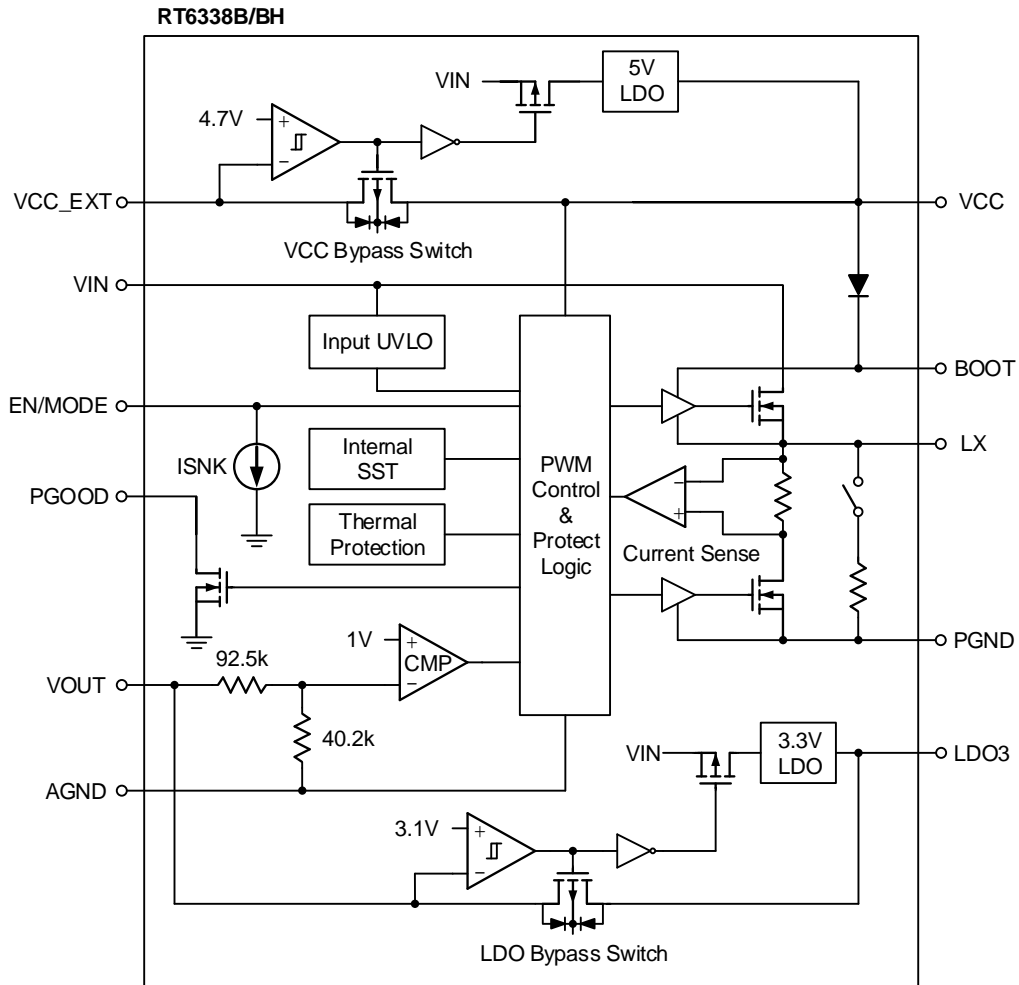 RT6338B/BH
VIN
5V
LDO
4.7V
+
−
VCC_EXT
VCC
VCC Bypass Switch
VIN
Input UVLO
BOOT
EN/MODE
LX
Internal
SST
ISNK
PWM
Control
&
Protect
Logic
−
+
PGOOD
Thermal
Protection
Current Sense
1V
+
CMP
−
PGND
92.5k
VOUT
40.2k
VIN
3.3V
LDO
LDO3
AGND
3.1V
+
−
LDO Bypass Switch